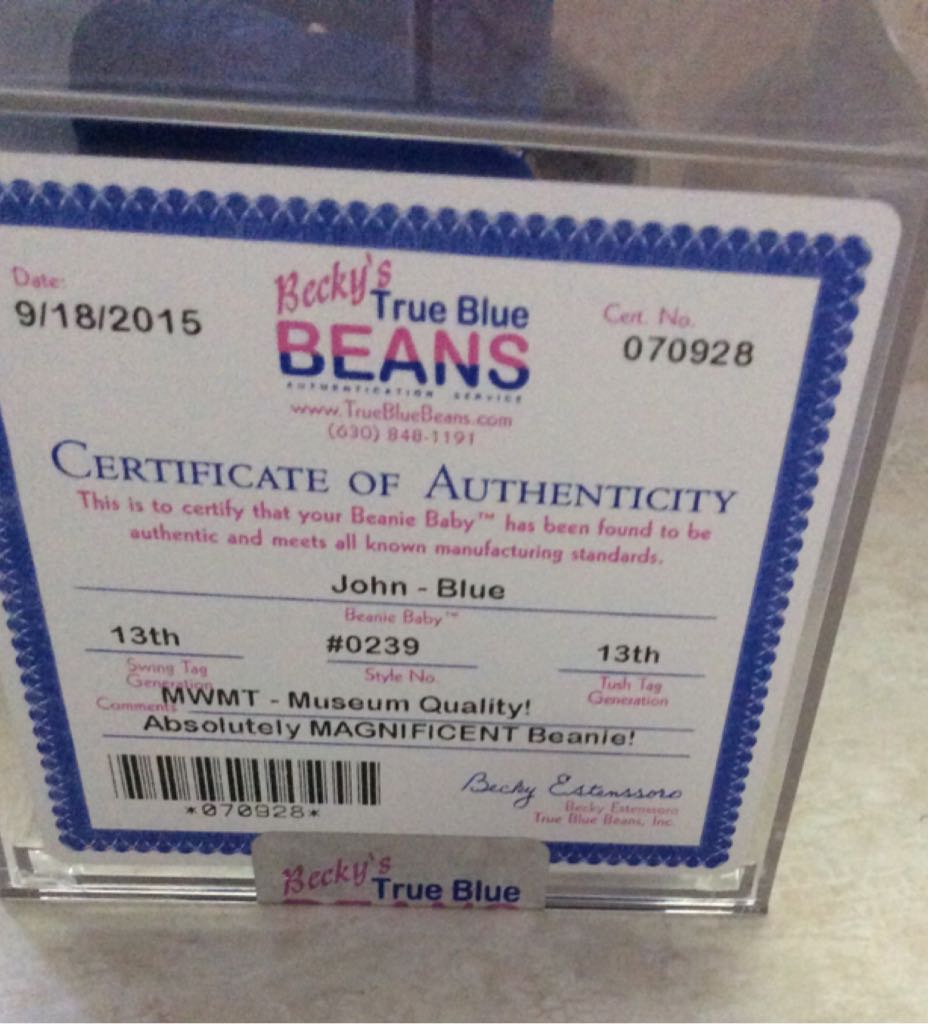 Date:
9/18/2015
Becky's
True Blue
BEANS
AUTHENTICATION SERVICE
www.TrueBlueBeans.com
(630) 848-1191
Cert. No.
070928
CERTIFICATE OF AUTHENTICITY
This is to certify that your Beanie Baby™ has been found to be
authentic and meets all known manufacturing standards.
John - Blue
Beanie Baby™
13th
Swing Tag
Generation
#0239
Style No.
13th
Tush Tag
Generation
Comments MWMT - Museum Quality!
Absolutely MAGNIFICENT Beanie!
*070928*
Becky Estenssoro
Becky Estenssoro
True Blue Beans, Inc.
Becky's
True Blue
BEANS